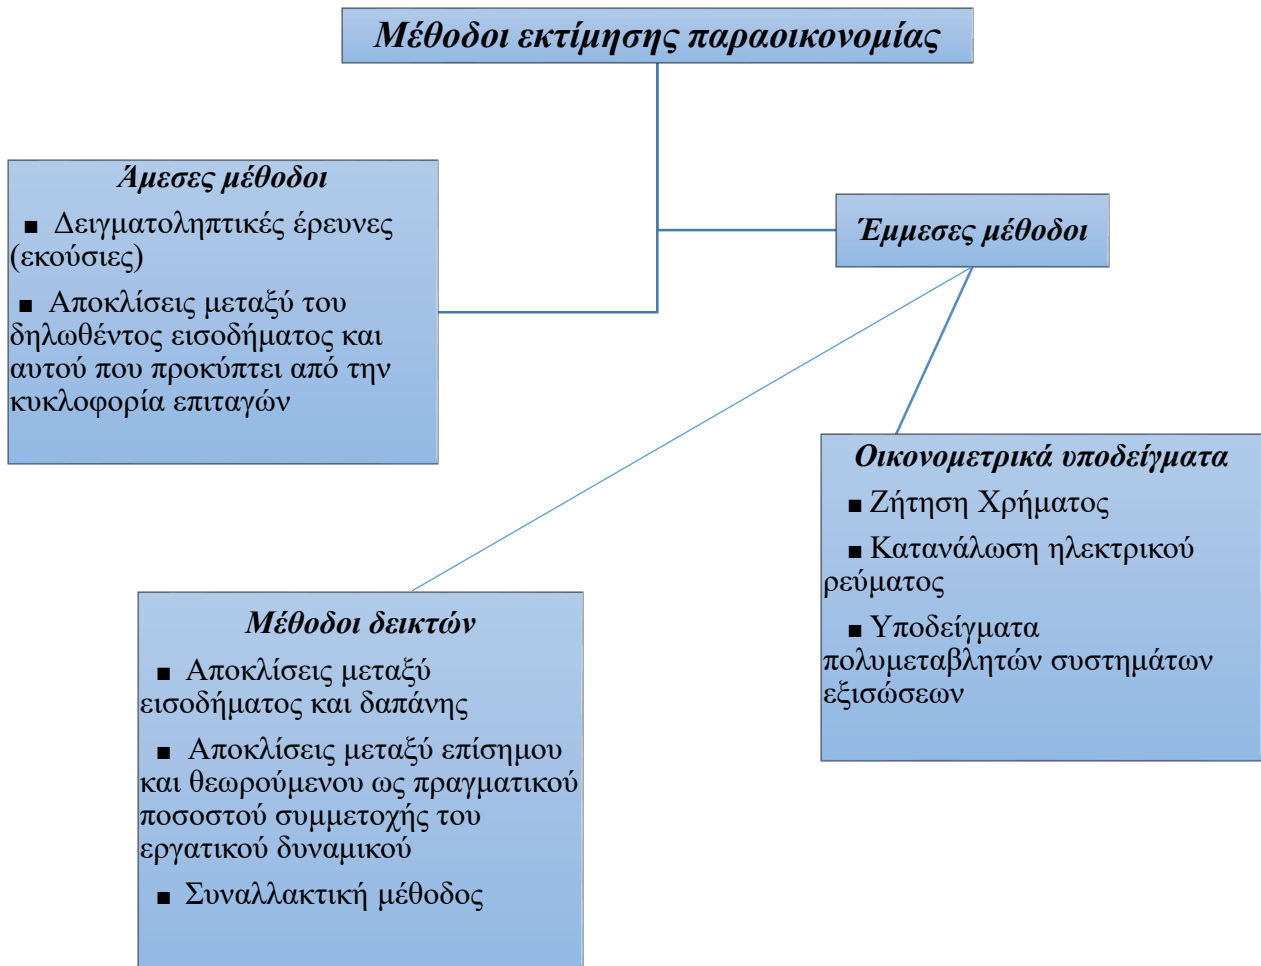 Μέθοδοι εκτίμησης παραοικονομίας
Άμεσες μέθοδοι
■ Δειγματοληπτικές έρευνες
(εκούσιες)
■ Αποκλίσεις μεταξύ του
δηλωθέντος εισοδήματος και
αυτού που προκύπτει από την
κυκλοφορία επιταγών
Έμμεσες μέθοδοι
Οικονομετρικά υποδείγματα
■ Ζήτηση Χρήματος
■ Κατανάλωση ηλεκτρικού
ρεύματος
■ Υποδείγματα
πολυμεταβλητών συστημάτων
εξισώσεων
Μέθοδοι δεικτών
■ Αποκλίσεις μεταξύ
εισοδήματος και δαπάνης
■ Αποκλίσεις μεταξύ επίσημου
και θεωρούμενου ως πραγματικού
ποσοστού συμμετοχής του
εργατικού δυναμικού
■ Συναλλακτική μέθοδος